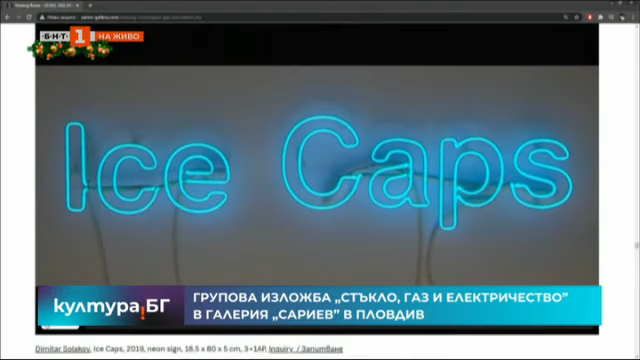 БНТ 1 НА ЖИВО
Ice Caps
култура.БГ
ГРУПОВА ИЗЛОЖБА „СТЪКЛО, ГАЗ И ЕЛЕКТРИЧЕСТВО”
В ГАЛЕРИЯ „САРИЕВ” В ПЛОВДИВ
Dimitar Solakov, Ice Caps, 2019, neon sign, 18.5 x 80 x 5 cm, 3+1AP, Inquiry / Запитване